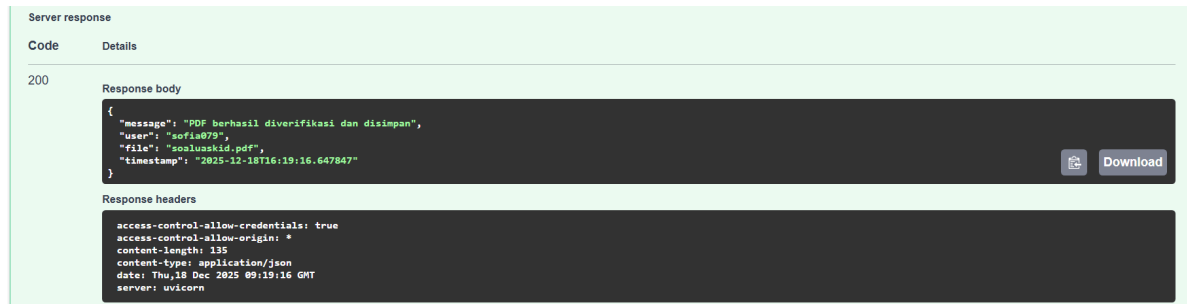 Server response
Code Details
200
Response body
{
  "message": "PDF berhasil diverifikasi dan disimpan",
  "user": "sofia079",
  "file": "soaluaskid.pdf",
  "timestamp": "2025-12-18T16:19:16.647847"
}
Download
Response headers
access-control-allow-credentials: true
access-control-allow-origin: *
content-length: 135
content-type: application/json
date: Thu,18 Dec 2025 09:19:16 GMT
server: uvicorn